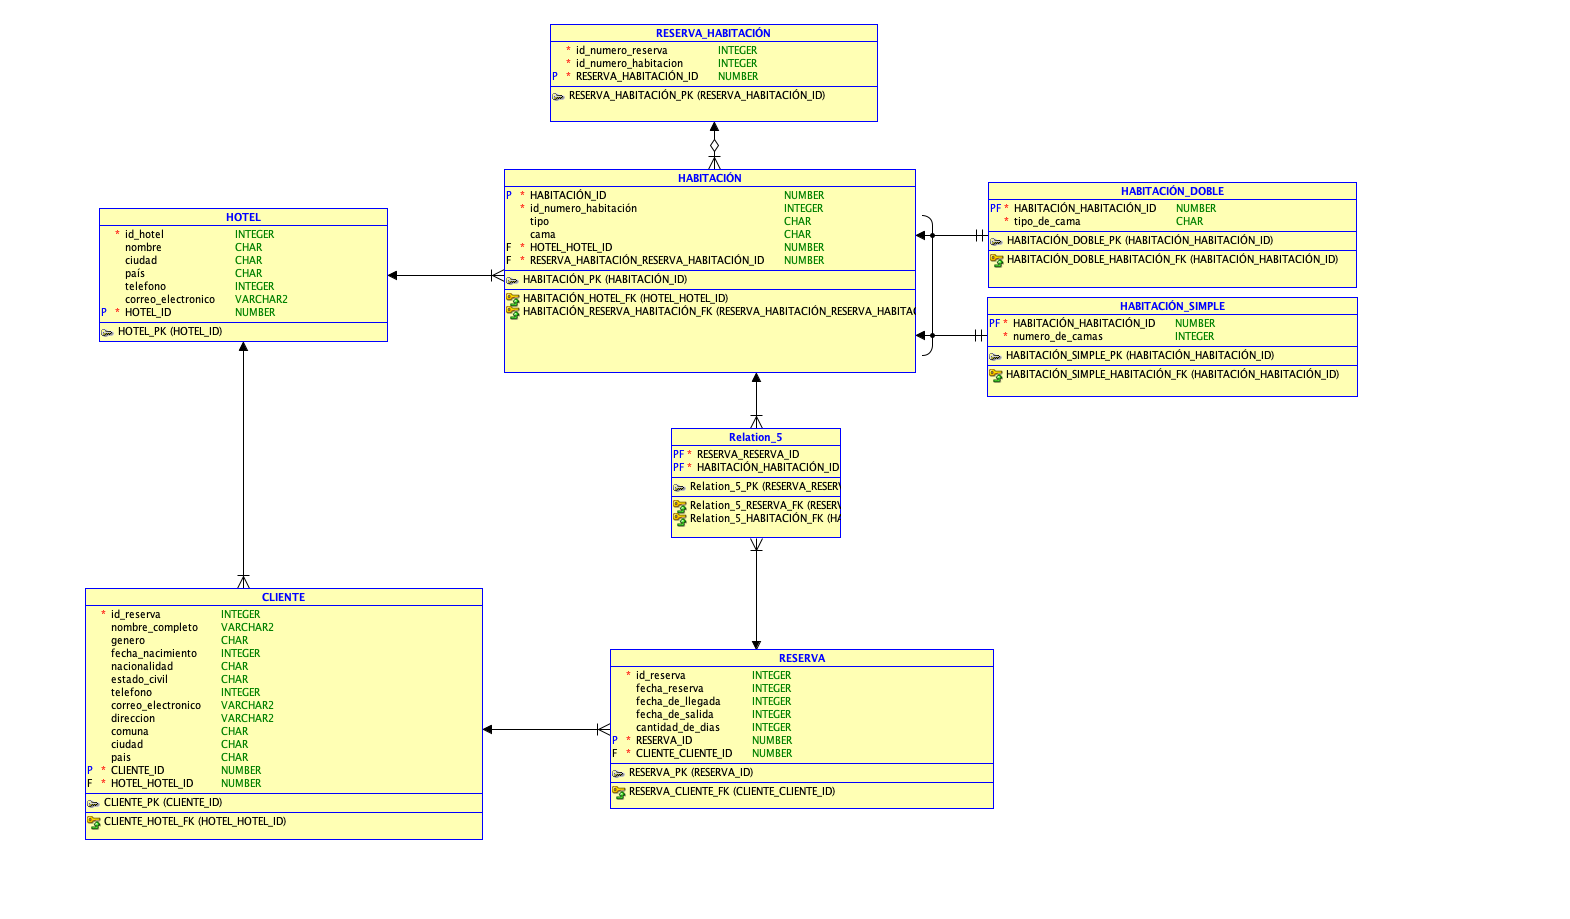 RESERVA_HABITACIÓN
* id_numero_reserva INTEGER
* id_numero_habitacion INTEGER
P * RESERVA_HABITACIÓN_ID NUMBER
RESERVA_HABITACIÓN_PK (RESERVA_HABITACIÓN_ID)
HABITACIÓN
P * HABITACIÓN_ID NUMBER
* id_numero_habitación INTEGER
tipo CHAR
cama CHAR
F * HOTEL_HOTEL_ID NUMBER
F * RESERVA_HABITACIÓN_RESERVA_HABITACIÓN_ID NUMBER
HABITACIÓN_PK (HABITACIÓN_ID)
HABITACIÓN_HOTEL_FK (HOTEL_HOTEL_ID)
HABITACIÓN_RESERVA_HABITACIÓN_FK (RESERVA_HABITACIÓN_RESERVA_HABITA
HABITACIÓN_DOBLE
PF * HABITACIÓN_HABITACIÓN_ID NUMBER
* tipo_de_cama CHAR
HABITACIÓN_DOBLE_PK (HABITACIÓN_HABITACIÓN_ID)
HABITACIÓN_DOBLE_HABITACIÓN_FK (HABITACIÓN_HABITACIÓN_ID)
HABITACIÓN_SIMPLE
PF * HABITACIÓN_HABITACIÓN_ID NUMBER
* numero_de_camas INTEGER
HABITACIÓN_SIMPLE_PK (HABITACIÓN_HABITACIÓN_ID)
HABITACIÓN_SIMPLE_HABITACIÓN_FK (HABITACIÓN_HABITACIÓN_ID)
HOTEL
* id_hotel INTEGER
nombre CHAR
ciudad CHAR
país CHAR
telefono INTEGER
correo_electronico VARCHAR2
P * HOTEL_ID NUMBER
HOTEL_PK (HOTEL_ID)
Relation_5
PF * RESERVA_RESERVA_ID
PF * HABITACIÓN_HABITACIÓN_ID
Relation_5_PK (RESERVA_RESERV
Relation_5_RESERVA_FK (RESERV
Relation_5_HABITACIÓN_FK (HA
CLIENTE
* id_reserva INTEGER
nombre_completo VARCHAR2
genero CHAR
fecha_nacimiento INTEGER
nacionalidad CHAR
estado_civil CHAR
telefono INTEGER
correo_electronico VARCHAR2
direccion VARCHAR2
comuna CHAR
ciudad CHAR
pais CHAR
P * CLIENTE_ID NUMBER
F * HOTEL_HOTEL_ID NUMBER
CLIENTE_PK (CLIENTE_ID)
CLIENTE_HOTEL_FK (HOTEL_HOTEL_ID)
RESERVA
* id_reserva INTEGER
fecha_reserva INTEGER
fecha_de_llegada INTEGER
fecha_de_salida INTEGER
cantidad_de_dias INTEGER
P * RESERVA_ID NUMBER
F * CLIENTE_CLIENTE_ID NUMBER
RESERVA_PK (RESERVA_ID)
RESERVA_CLIENTE_FK (CLIENTE_CLIENTE_ID)